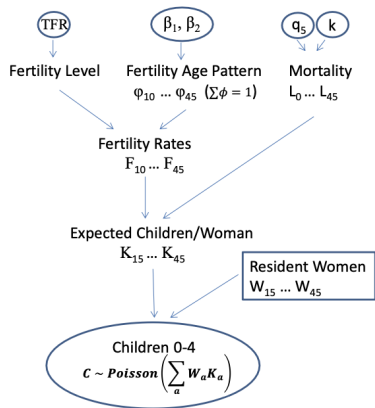 TFR
β₁, β₂
q₅
k
Fertility Level
Fertility Age Pattern
φ₁₀ ... φ₄₅ (Σϕ = 1)
Mortality
L₀ ... L₄₅
Fertility Rates
F₁₀ ... F₄₅
Expected Children/Woman
K₁₅ ... K₄₅
Resident Women
W₁₅ ... W₄₅
Children 0-4
C ~ Poisson(∑ₐ WₐKₐ)